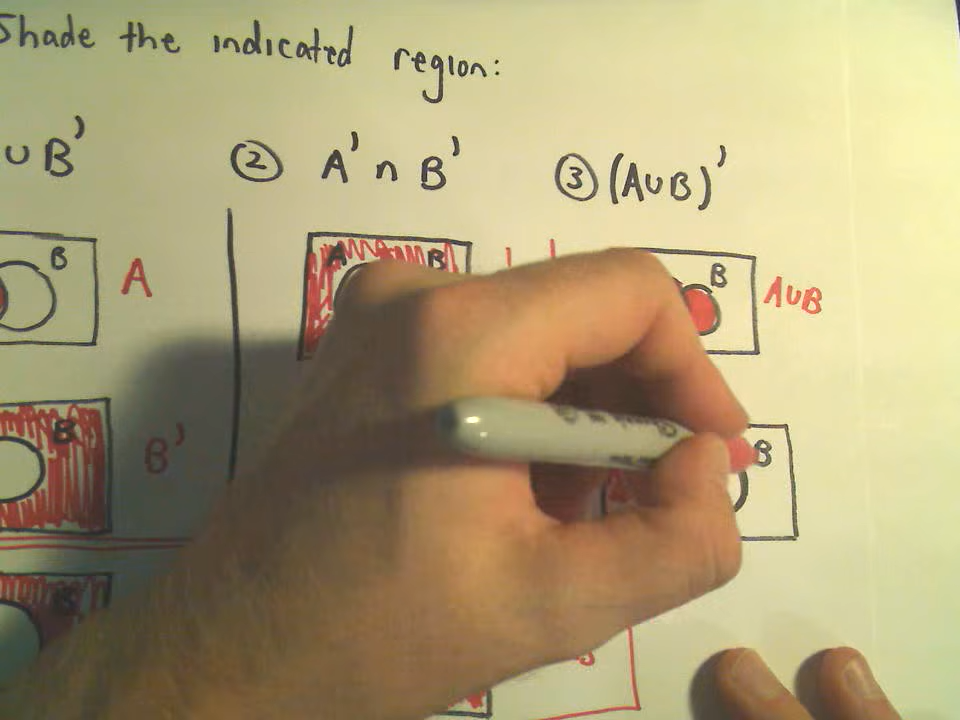 Shade the indicated region:
∪ B'
② A' ∩ B'
③ (A∪B)'
B
A
A
B
B
A∪B
B
B'
B
B